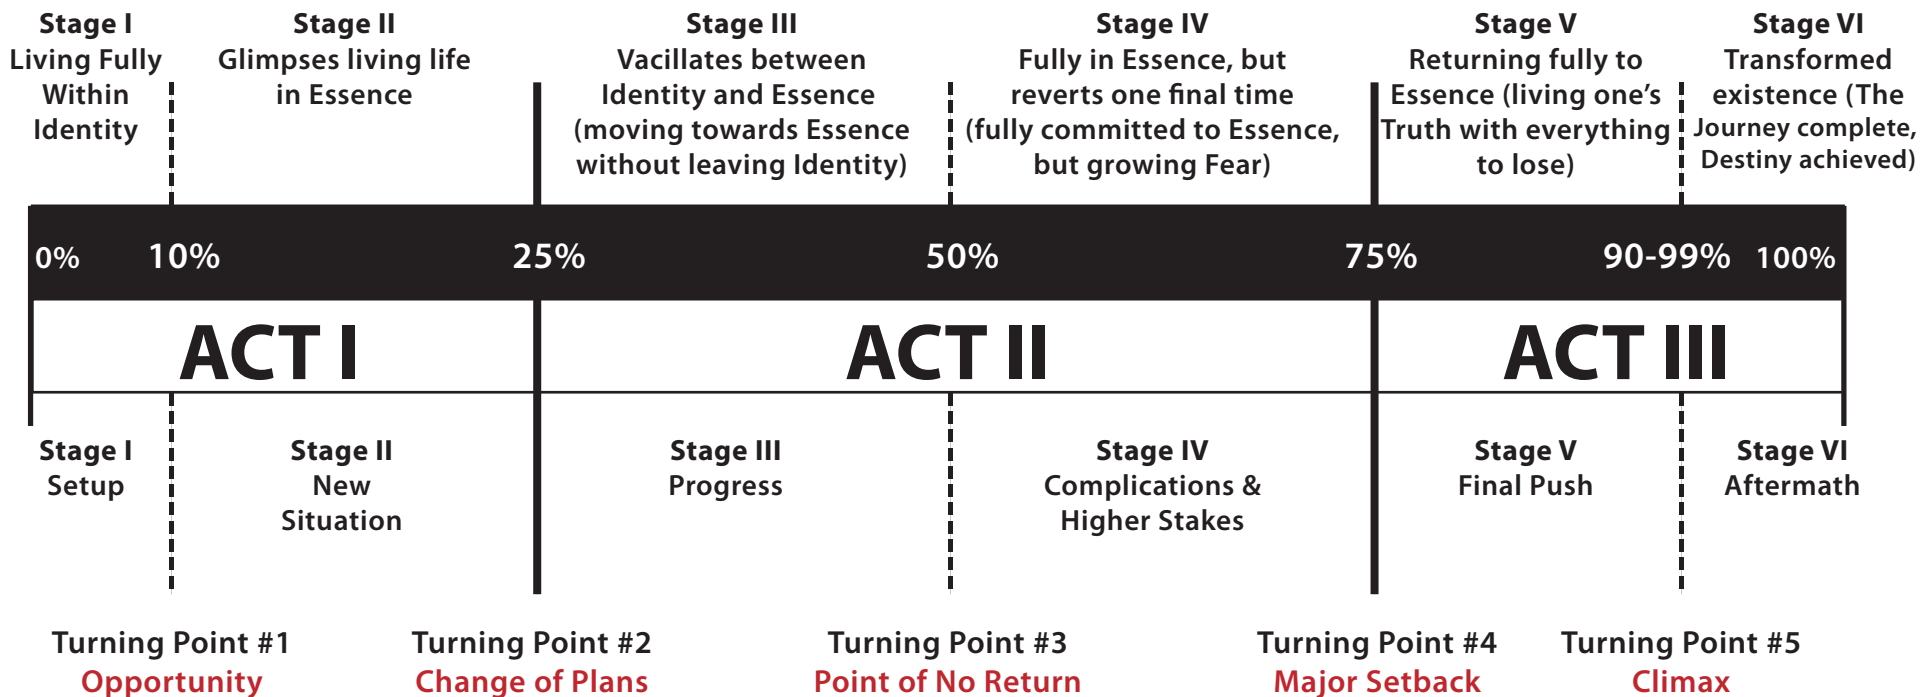 Stage I
Living Fully
Within
Identity
Stage II
Glimpses living life
in Essence
Stage III
Vacillates between
Identity and Essence
(moving towards Essence
without leaving Identity)
Stage IV
Fully in Essence, but
reverts one final time
(fully committed to Essence,
but growing Fear)
Stage V
Returning fully to
Essence (living one's
Truth with everything
to lose)
Stage VI
Transformed
existence (The
Journey complete,
Destiny achieved)
0% 10% 25% 50% 75% 90-99% 100%
ACT I ACT II ACT III
Stage I
Setup
Stage II
New
Situation
Stage III
Progress
Stage IV
Complications &
Higher Stakes
Stage V
Final Push
Stage VI
Aftermath
Turning Point #1
Opportunity
Turning Point #2
Change of Plans
Turning Point #3
Point of No Return
Turning Point #4
Major Setback
Turning Point #5
Climax